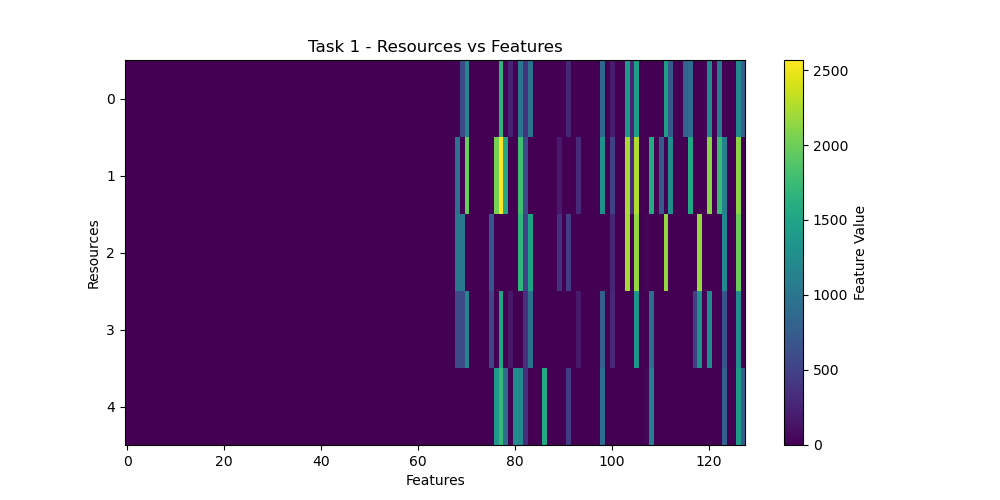 Task 1 - Resources vs Features
0
1
2
3
4
Resources
0 20 40 60 80 100 120
Features
2500
2000
1500
1000
500
0
Feature Value